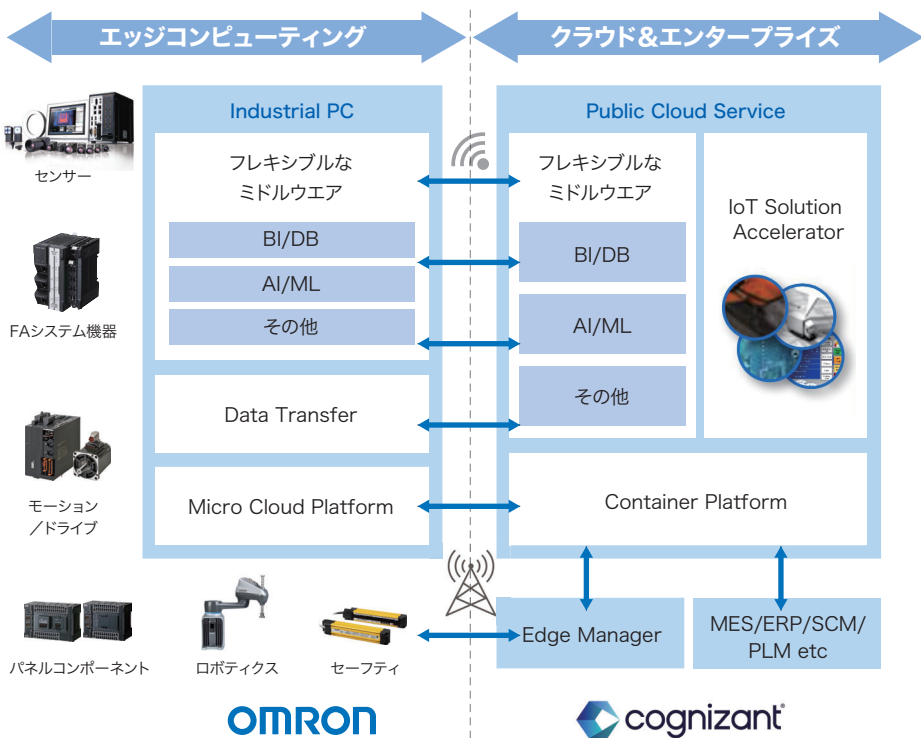 エッジコンピューティング
クラウド&エンタープライズ
センサー
FAシステム機器
モーション
／ドライブ
パネルコンポーネント
ロボティクス
セーフティ
Industrial PC
フレキシブルな
ミドルウエア
BI/DB
AI/ML
その他
Data Transfer
Micro Cloud Platform
Public Cloud Service
フレキシブルな
ミドルウエア
BI/DB
AI/ML
その他
IoT Solution
Accelerator
Container Platform
Edge Manager
MES/ERP/SCM/
PLM etc
OMRON
cognizant